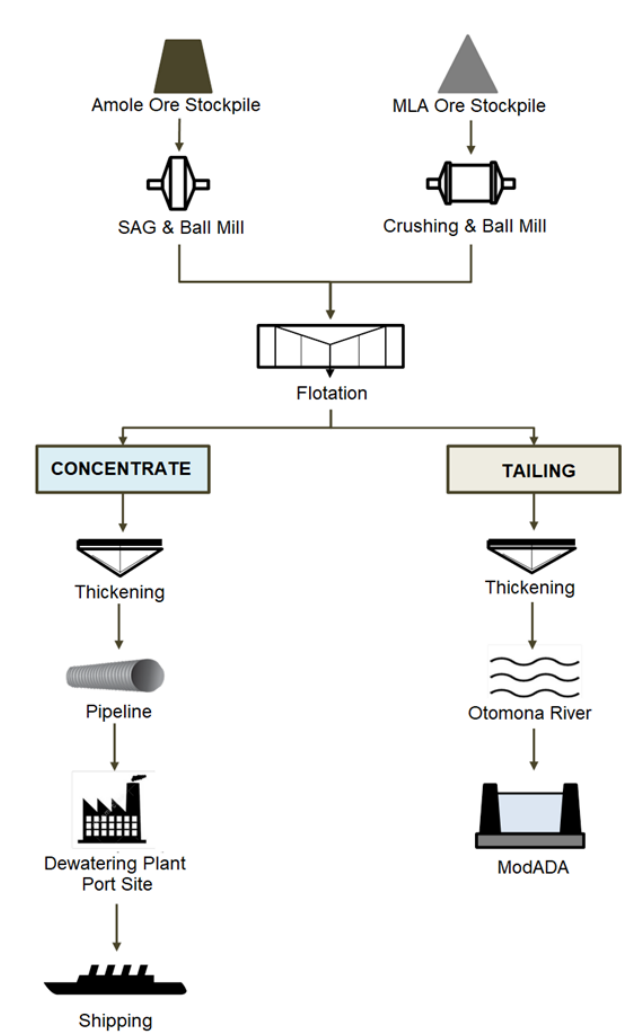 Amole Ore Stockpile
MLA Ore Stockpile
SAG & Ball Mill
Crushing & Ball Mill
Flotation
CONCENTRATE
TAILING
Thickening
Thickening
Pipeline
Otomona River
Dewatering Plant
Port Site
ModADA
Shipping